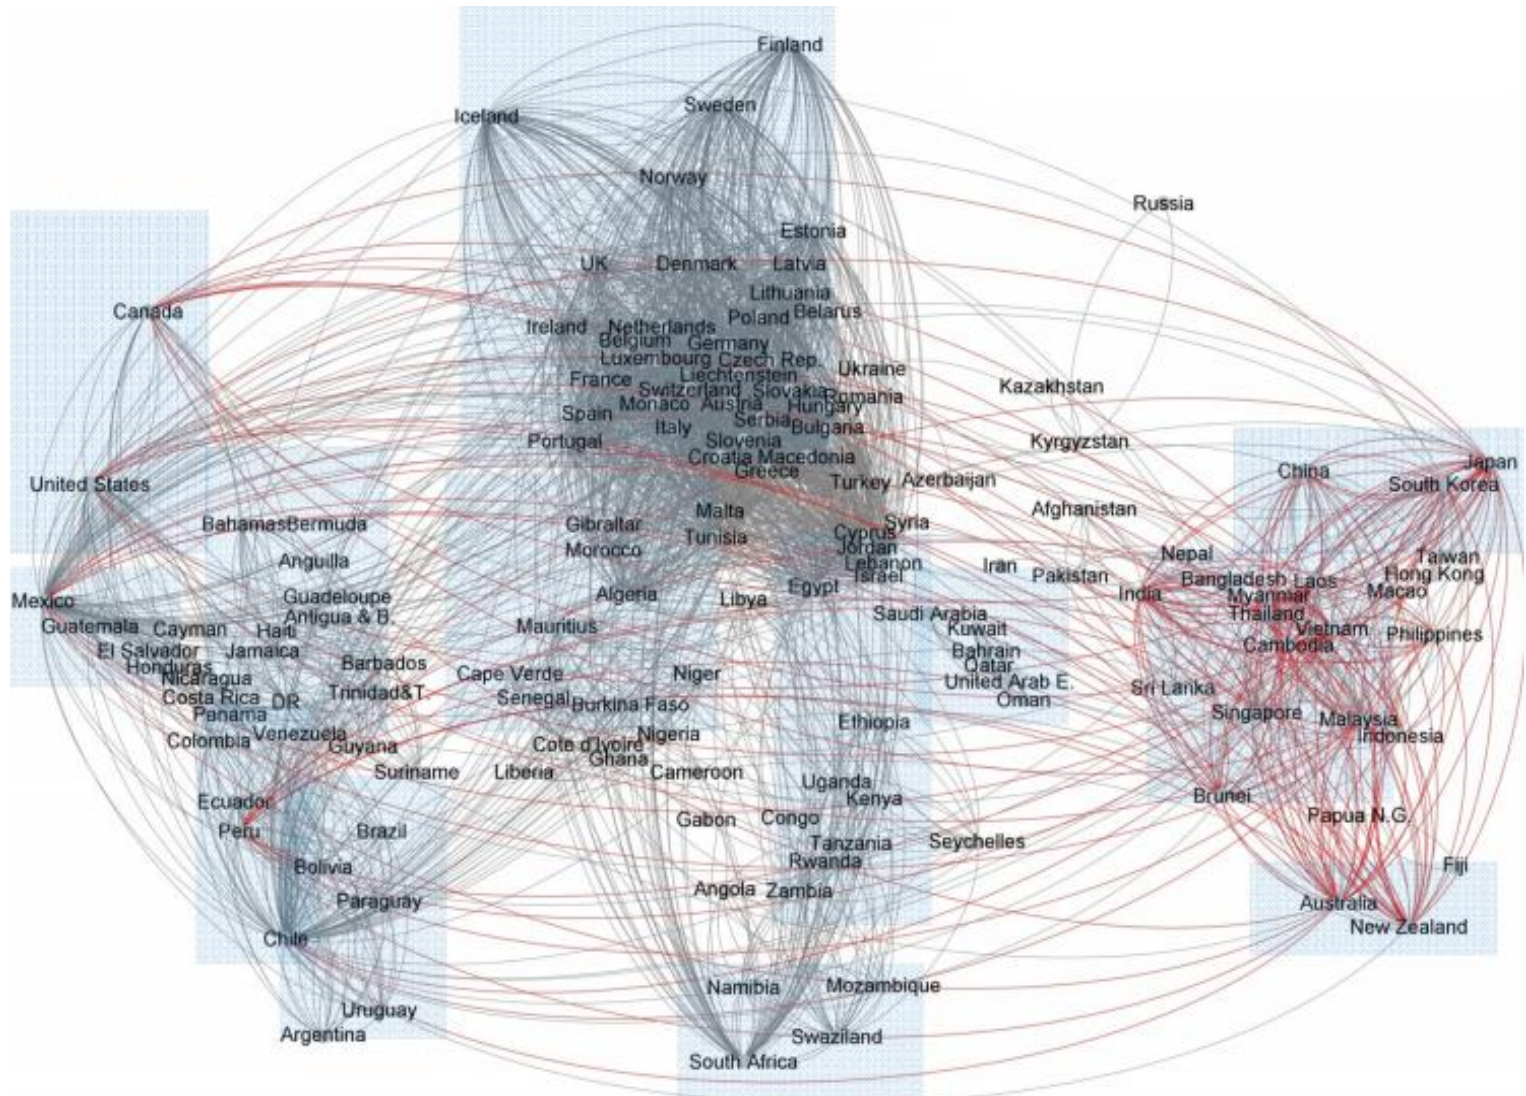 Finland
Sweden
Iceland
Norway
Russia
Estonia
UK Denmark Latvia
Lithuania
Canada
Poland Belarus
Ireland Netherlands
Belgium Germany
Luxembourg Czech Rep.
Ukraine
Liechtenstein
France
Kazakhstan
Switzerland Slovakia
Romahia
Monaco Austria Hungary
Spain
Serbia
Italy Bulgana
Portugal Slovenia Kyrgyzstan
Croatia Macedonia
Japan
Greece China
United States Turkey Azerbaijan South Korea
Malta Afghanistan
BahamasBermuda Gibraltar Syria
Tunisia Cyprus
Morocco Jordan
Nepal Taiwan
Anguilla Lebanon Iran
Israel Pakistan Hong Kong
Bangladesh Laos
Egypt
Mexico Guadeloupe Algeria Libya India Myanmar Macao
Antigua & B. Saudi Arabia Thailand
Guatemala Cayman Haiti Mauritius Kuwait Vietnam Philippines
El Salvador Jamaica Bahrain Cambodia
Honduras Barbados Qatar
Nicaragua Cape Verde Niger United Arab E. Sri Lanka
Costa Rica DR Trinidad&T Senegal Burkina Faso Oman
Panama Singapore
Colombia Venezuela Nigeria Ethiopia Malaysia
Guyana Cote d'Ivoire Indonesia
Ghana
Suriname Liberia Cameroon
Uganda
Ecuador Kenya Brunei
Peru Brazil Gabon Congo Papua N.G.
Tanzania Seychelles
Bolivia Rwanda Fiji
Paraguay Angola Zambia Australia
Chile New Zealand
Namibia Mozambique
Uruguay
Argentina Swaziland
South Africa